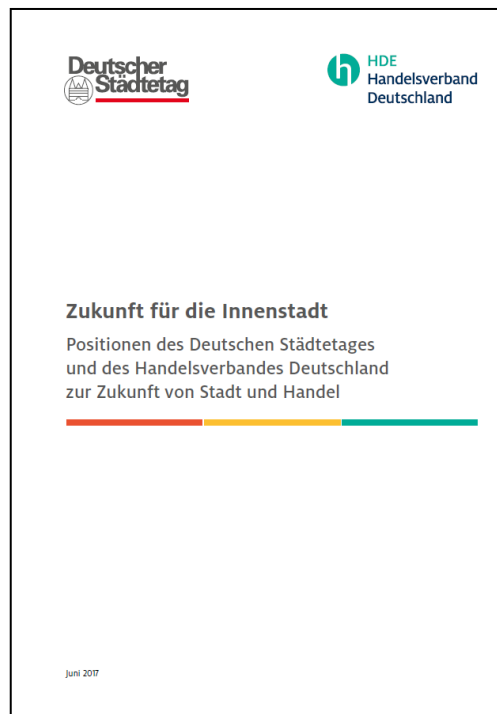 Deutscher
Städtetag
HDE
Handelsverband
Deutschland
Zukunft für die Innenstadt
Positionen des Deutschen Städtetages
und des Handelsverbandes Deutschland
zur Zukunft von Stadt und Handel
Juni 2017